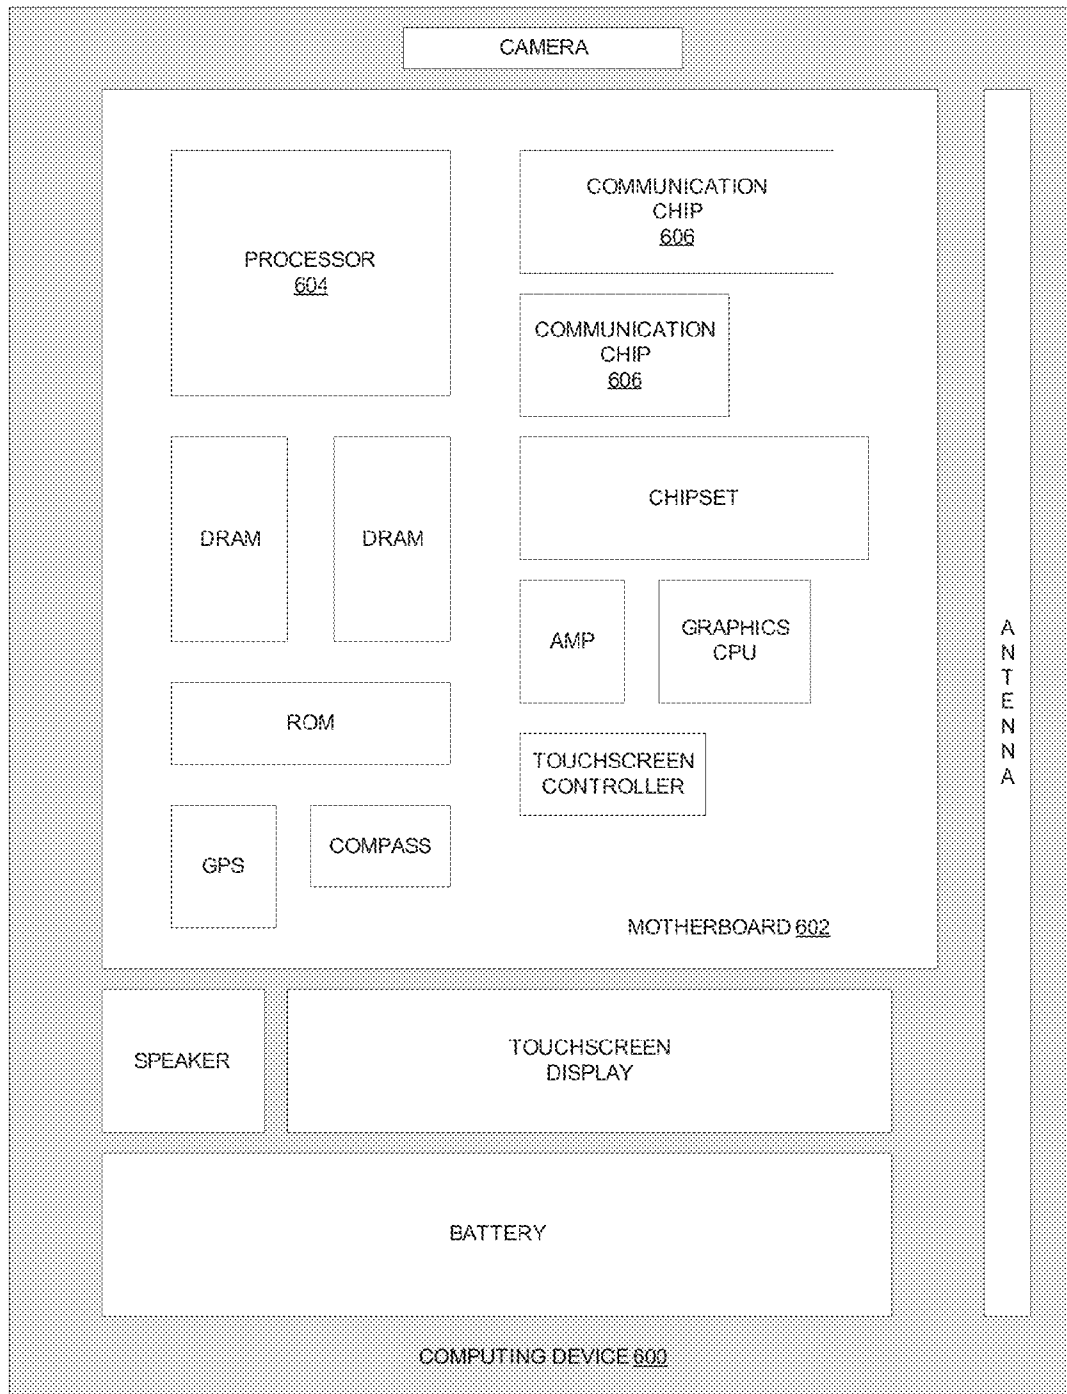 CAMERA
PROCESSOR
604
COMMUNICATION
CHIP
606
COMMUNICATION
CHIP
606
DRAM
DRAM
CHIPSET
AMP
GRAPHICS
CPU
ROM
TOUCHSCREEN
CONTROLLER
GPS
COMPASS
MOTHERBOARD 602
ANTENNA
SPEAKER
TOUCHSCREEN
DISPLAY
BATTERY
COMPUTING DEVICE 600